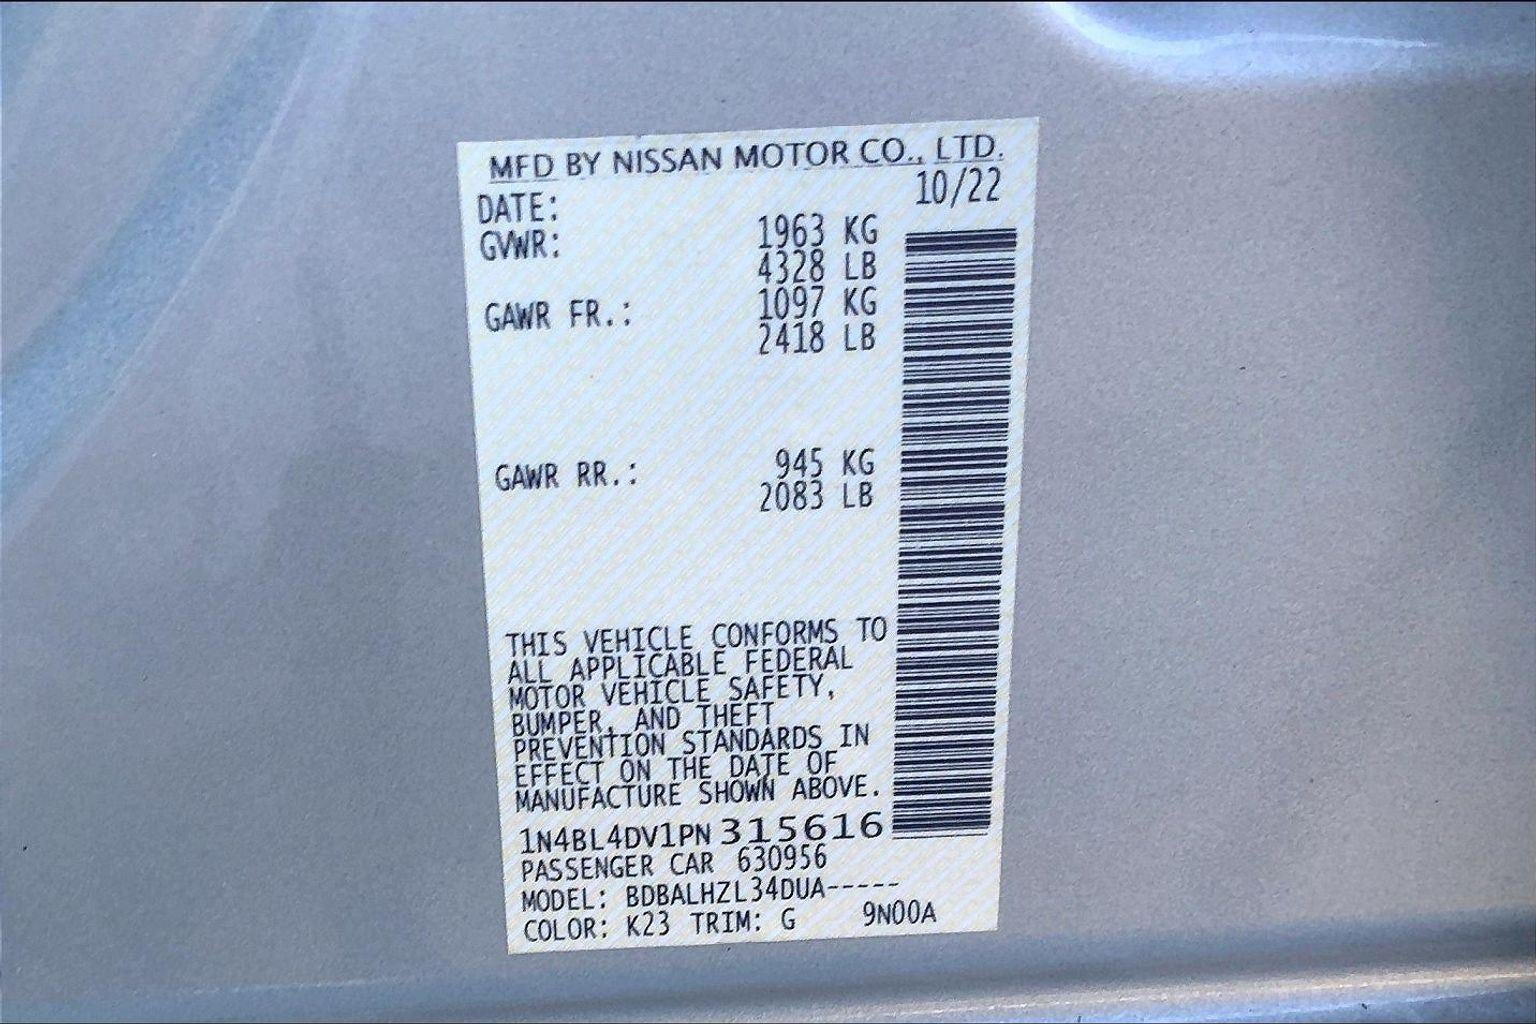 MFD BY NISSAN MOTOR CO., LTD.
DATE: 10/22
GVWR: 1963 KG
4328 LB
GAWR FR.: 1097 KG
2418 LB
GAWR RR.: 945 KG
2083 LB
THIS VEHICLE CONFORMS TO
ALL APPLICABLE FEDERAL
MOTOR VEHICLE SAFETY,
BUMPER, AND THEFT
PREVENTION STANDARDS IN
EFFECT ON THE DATE OF
MANUFACTURE SHOWN ABOVE.
1N4BL4DV1PN315616
PASSENGER CAR 630956
MODEL: BDBALHZL34DUA-----
COLOR: K23 TRIM: G 9N00A